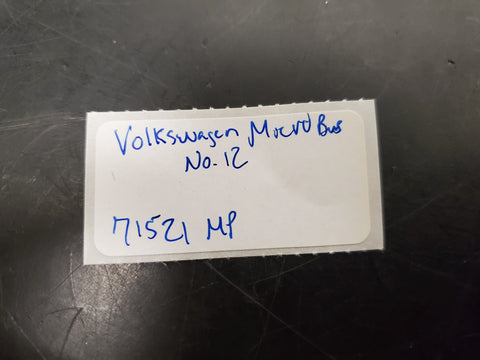 Volkswagen Micro Bus
No. 12
71521 MP